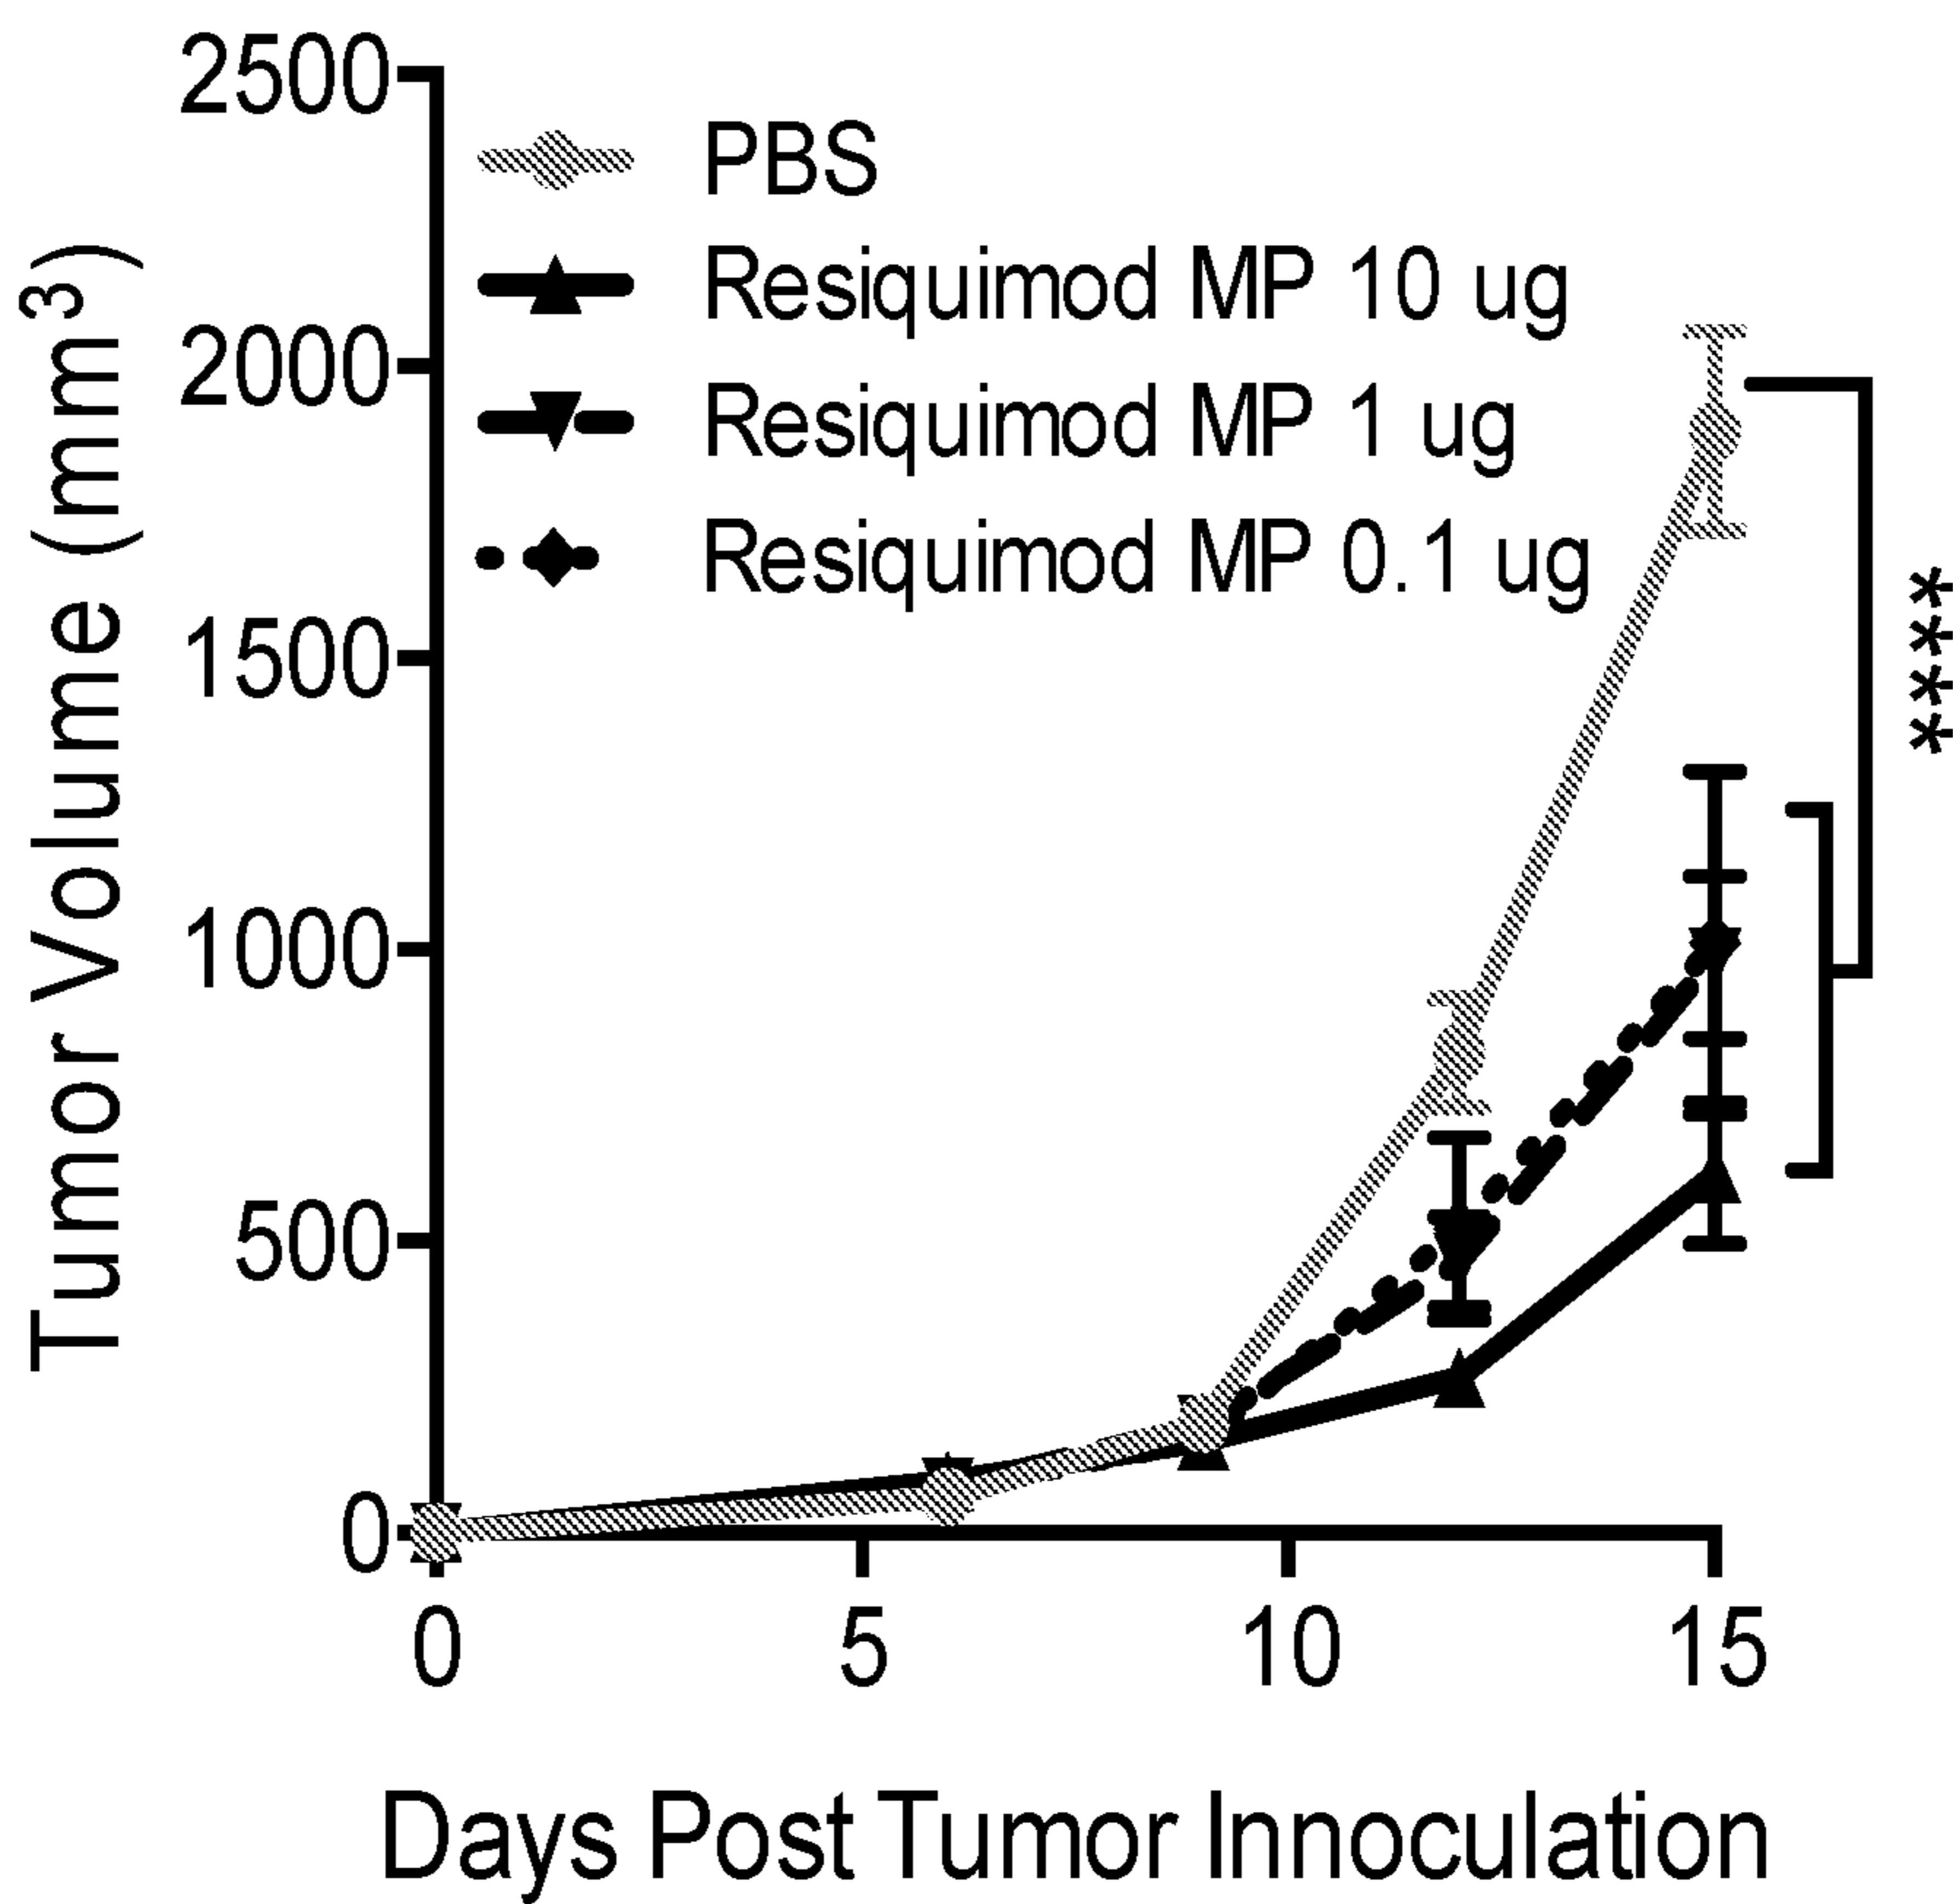 Tumor Volume (mm³)
2500
2000
1500
1000
500
0
PBS
Resiquimod MP 10 ug
Resiquimod MP 1 ug
Resiquimod MP 0.1 ug
****
0 5 10 15
Days Post Tumor Innoculation